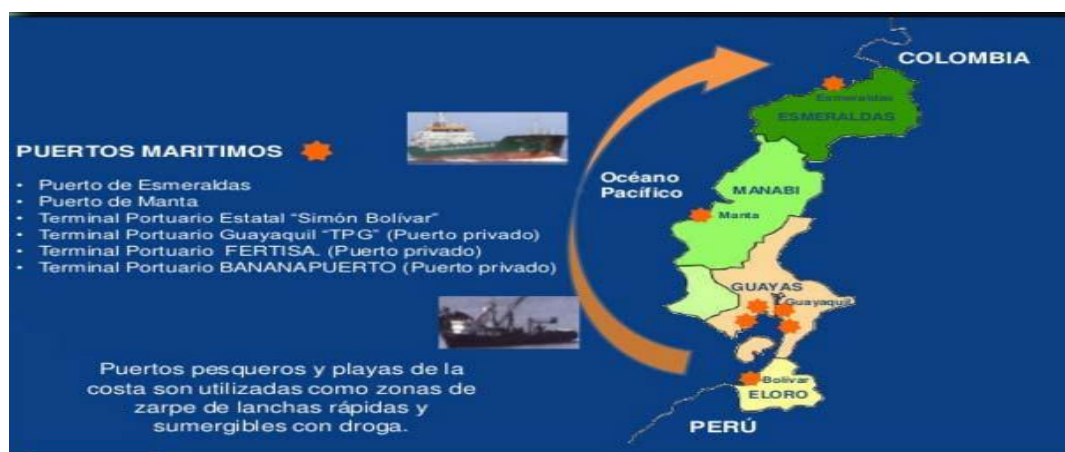 COLOMBIA
Esmeraldas
ESMERALDAS
PUERTOS MARITIMOS
• Puerto de Esmeraldas
• Puerto de Manta
• Terminal Portuario Estatal “Simón Bolívar”
• Terminal Portuario Guayaquil “TPG” (Puerto privado)
• Terminal Portuario FERTISA. (Puerto privado)
• Terminal Portuario BANANAPUERTO (Puerto privado)
Océano
Pacífico
MANABI
Manta
GUAYAS
Guayaquil
Puertos pesqueros y playas de la
costa son utilizadas como zonas de
zarpe de lanchas rápidas y
sumergibles con droga.
Bolívar
ELORO
PERÚ